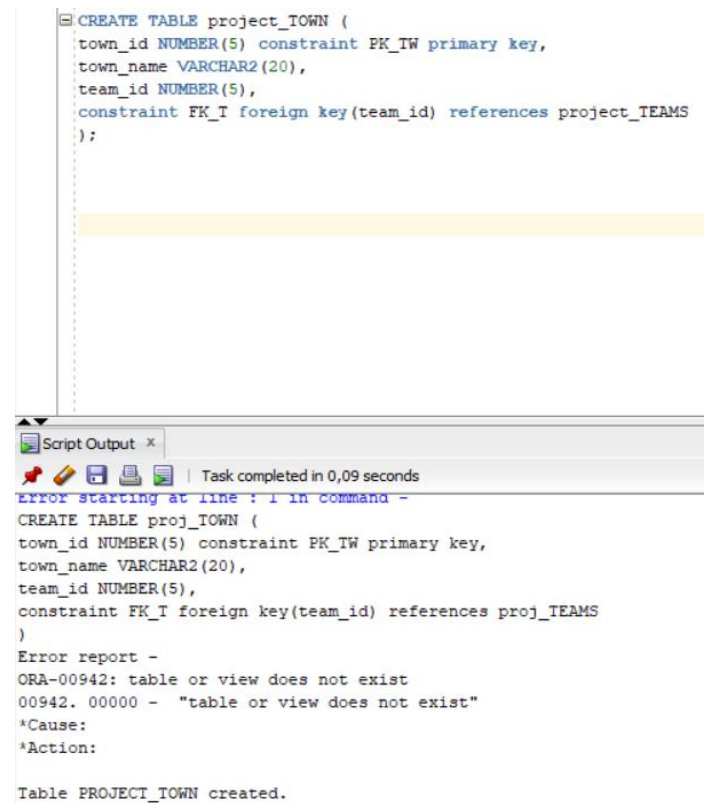 CREATE TABLE project_TOWN (
town_id NUMBER(5) constraint PK_TW primary key,
town_name VARCHAR2(20),
team_id NUMBER(5),
constraint FK_T foreign key(team_id) references project_TEAMS
);
Script Output x
Task completed in 0,09 seconds
Error starting at line : 1 in command -
CREATE TABLE proj_TOWN (
town_id NUMBER(5) constraint PK_TW primary key,
town_name VARCHAR2(20),
team_id NUMBER(5),
constraint FK_T foreign key(team_id) references proj_TEAMS
)
Error report -
ORA-00942: table or view does not exist
00942. 00000 -  "table or view does not exist"
*Cause:
*Action:
Table PROJECT_TOWN created.